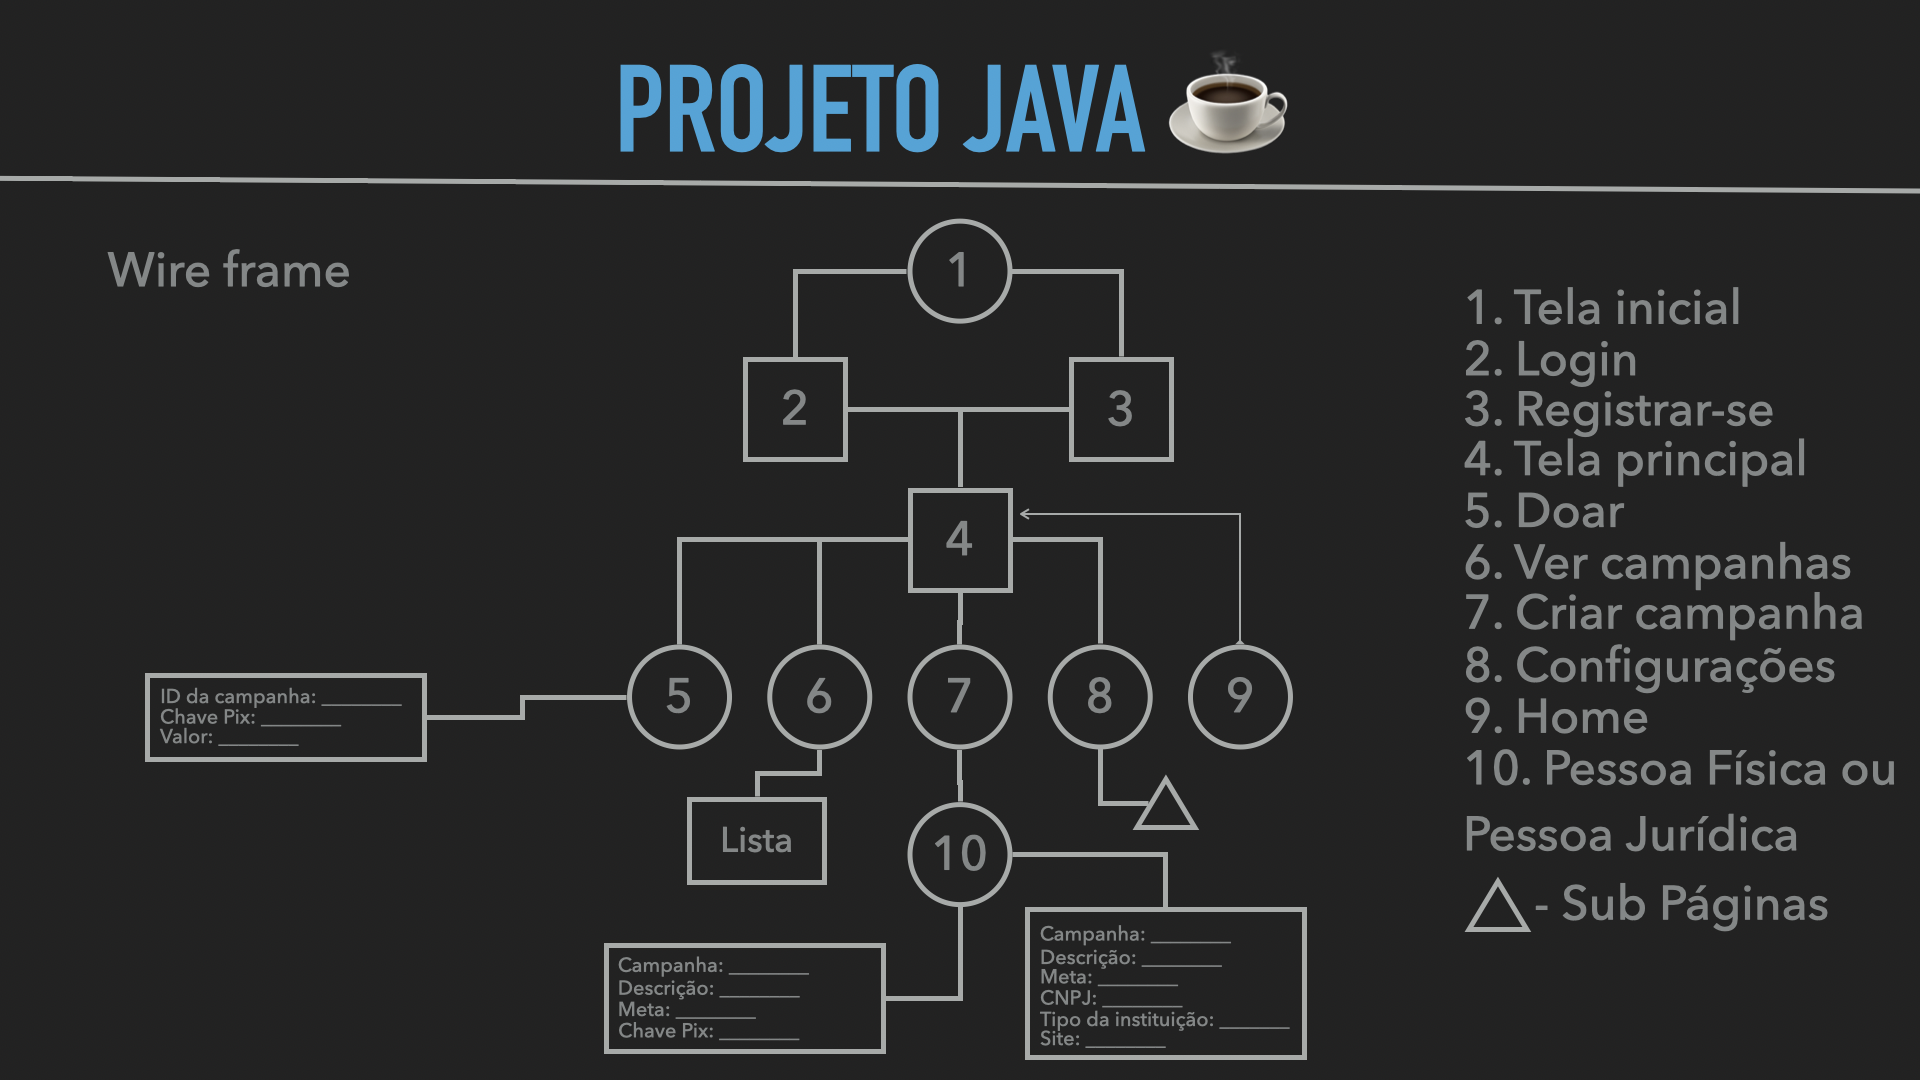 PROJETO JAVA
Wire frame
1
2
3
4
5
6
7
8
9
ID da campanha: ________
Chave Pix: ________
Valor: ________
Lista
10
Campanha: ________
Descrição: ________
Meta: ________
Chave Pix: ________
Campanha: ________
Descrição: ________
Meta: ________
CNPJ: ________
Tipo da instituição: _______
Site: ________
1. Tela inicial
2. Login
3. Registrar-se
4. Tela principal
5. Doar
6. Ver campanhas
7. Criar campanha
8. Configurações
9. Home
10. Pessoa Física ou
Pessoa Jurídica
- Sub Páginas